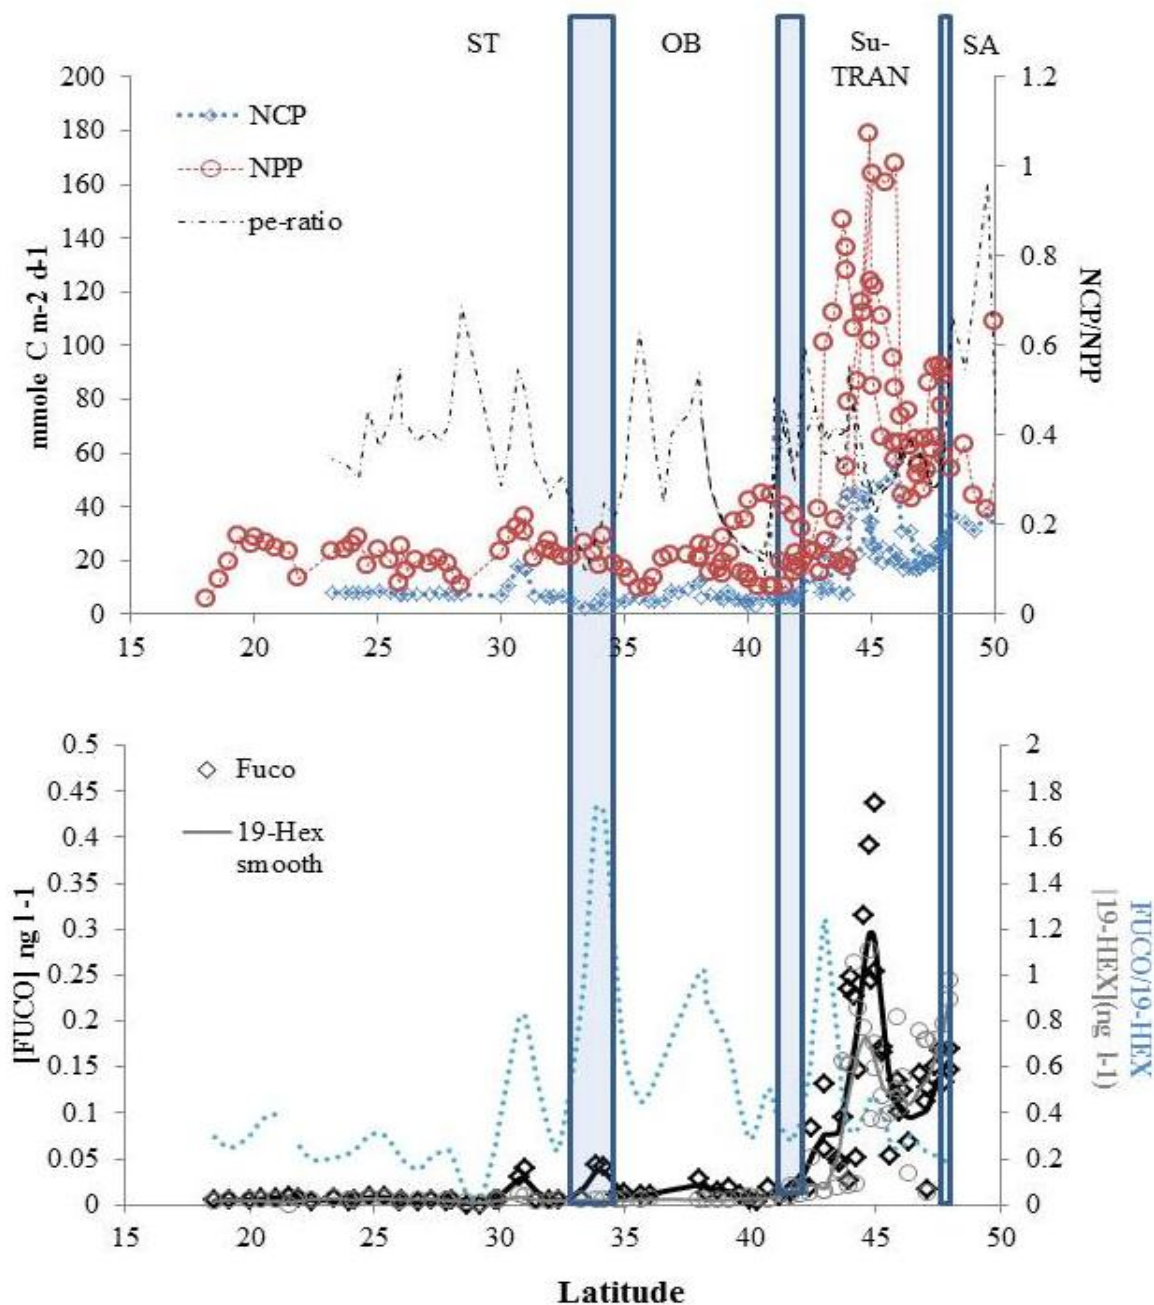 ST OB Su- SA
TRAN
200 1.2
180
NCP
160 1
NPP
140
pe-ratio
120 0.8
100 0.6
80
60 0.4
40
20 0.2
0 0
mmole C m-2 d-1
NCP/NPP
15 20 25 30 35 40 45 50
0.5 2
Fuco
0.45 1.8
0.4 1.6
19-Hex
smooth
0.35 1.4
0.3 1.2
0.25 1
0.2 0.8
0.15 0.6
0.1 0.4
0.05 0.2
0 0
[FUCO] ng l-1
[19-HEX](ng l-1)
FUCO/19-HEX
15 20 25 30 35 40 45 50
Latitude